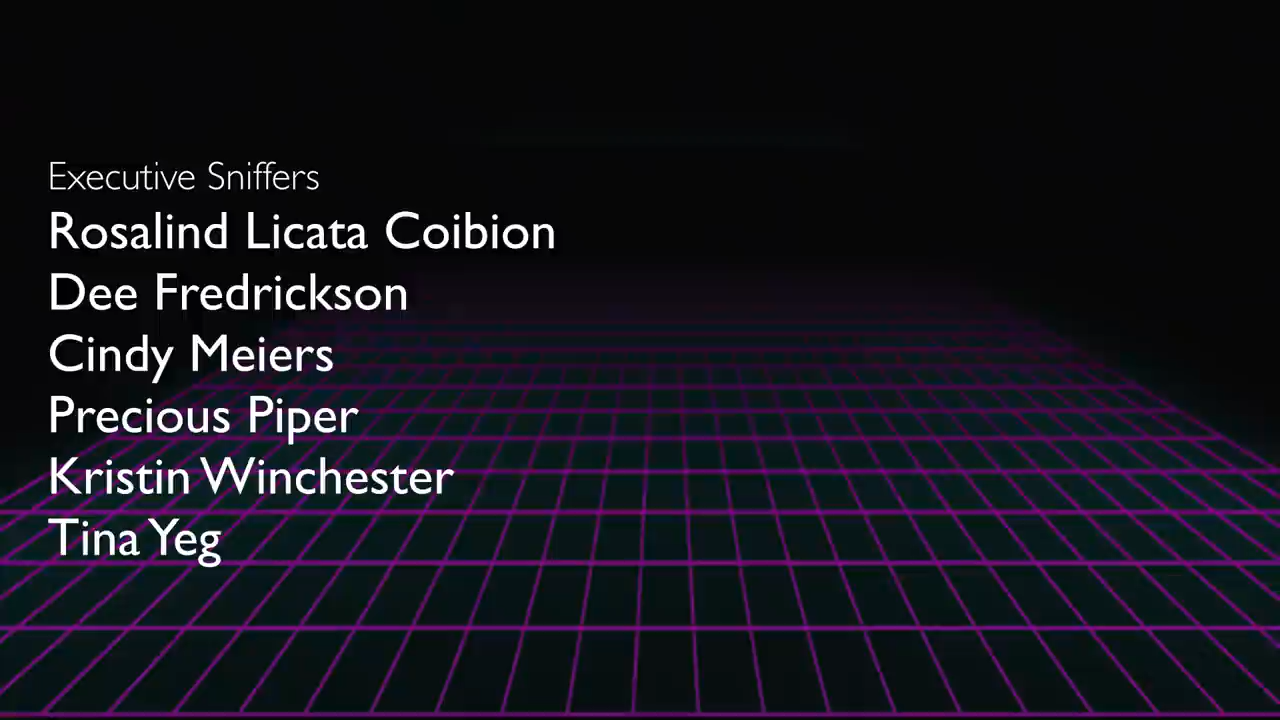 Executive Sniffers
Rosalind Licata Coibion
Dee Fredrickson
Cindy Meiers
Precious Piper
Kristin Winchester
Tina Yeg